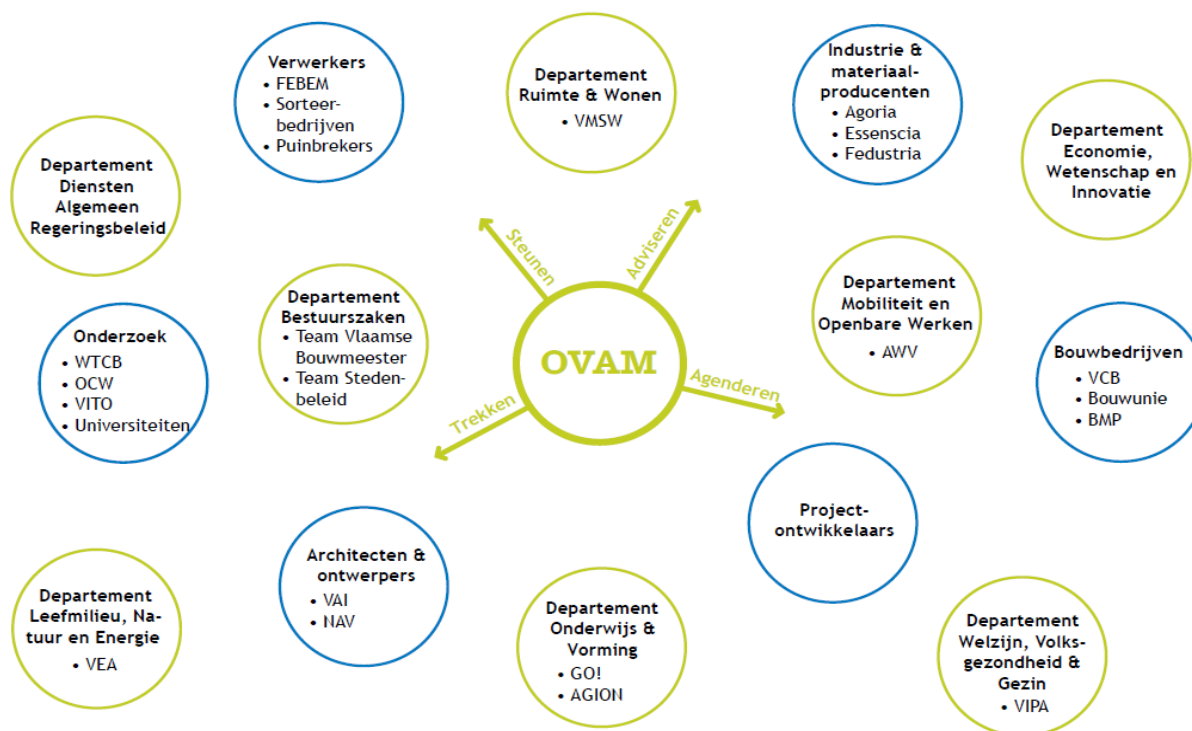 Verwerkers
• FEBEM
• Sorteer-
bedrijven
• Puinbrekers
Departement
Ruimte & Wonen
• VMSW
Industrie &
materiaal-
producenten
• Agoria
• Essenscia
• Fedustria
Departement
Economie,
Wetenschap en
Innovatie
Departement
Diensten
Algemeen
Regeringsbeleid
Steunen
Adviseren
Departement
Bestuurszaken
• Team Vlaamse
Bouwmeester
• Team Steden-
beleid
Departement
Mobiliteit en
Openbare Werken
• AWV
Onderzoek
• WTCB
• OCW
• VITO
• Universiteiten
OVAM
Bouwbedrijven
• VCB
• Bouwunie
• BMP
Trekken
Agenderen
Project-
ontwikkelaars
Architecten &
ontwerpers
• VAI
• NAV
Departement
Leefmilieu, Na-
tuur en Energie
• VEA
Departement
Onderwijs &
Vorming
• GO!
• AGION
Departement
Welzijn, Volks-
gezondheid &
Gezin
• VIPA